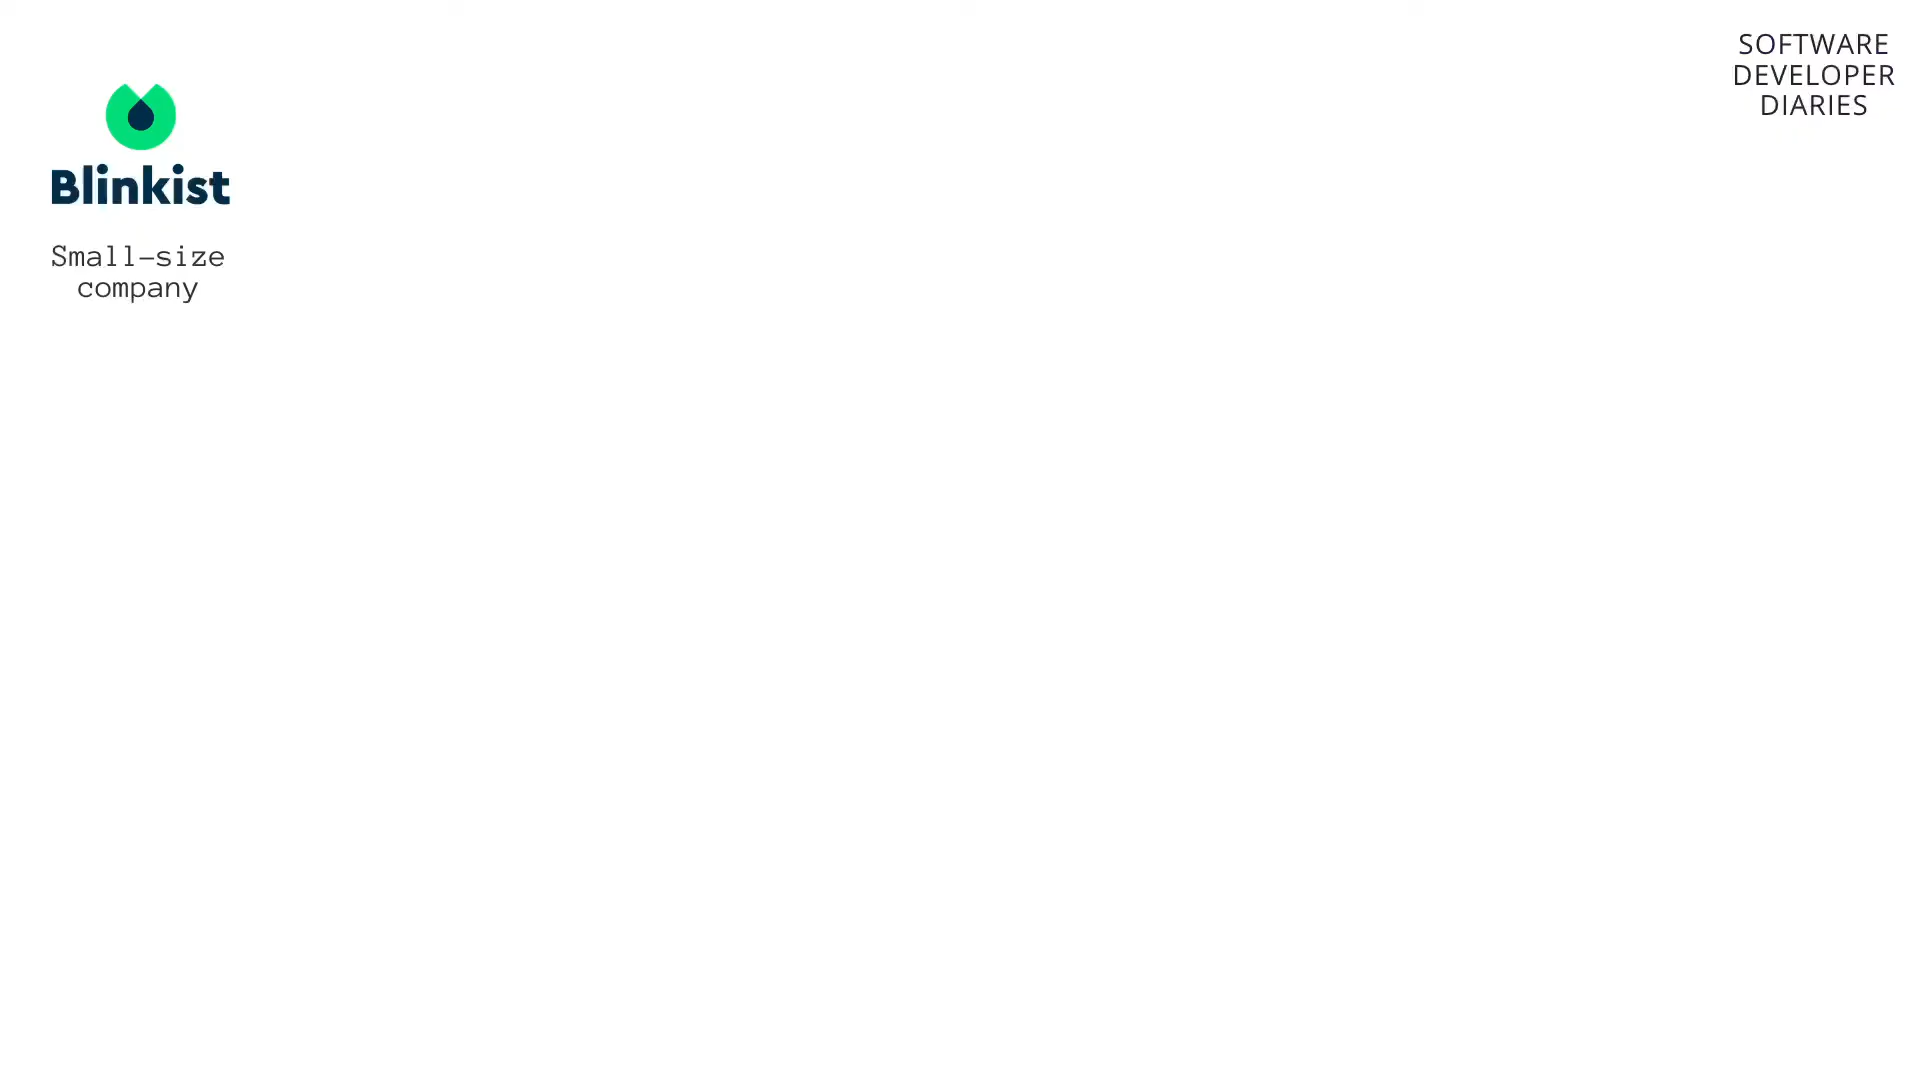 Blinkist
Small-size
company
SOFTWARE
DEVELOPER
DIARIES